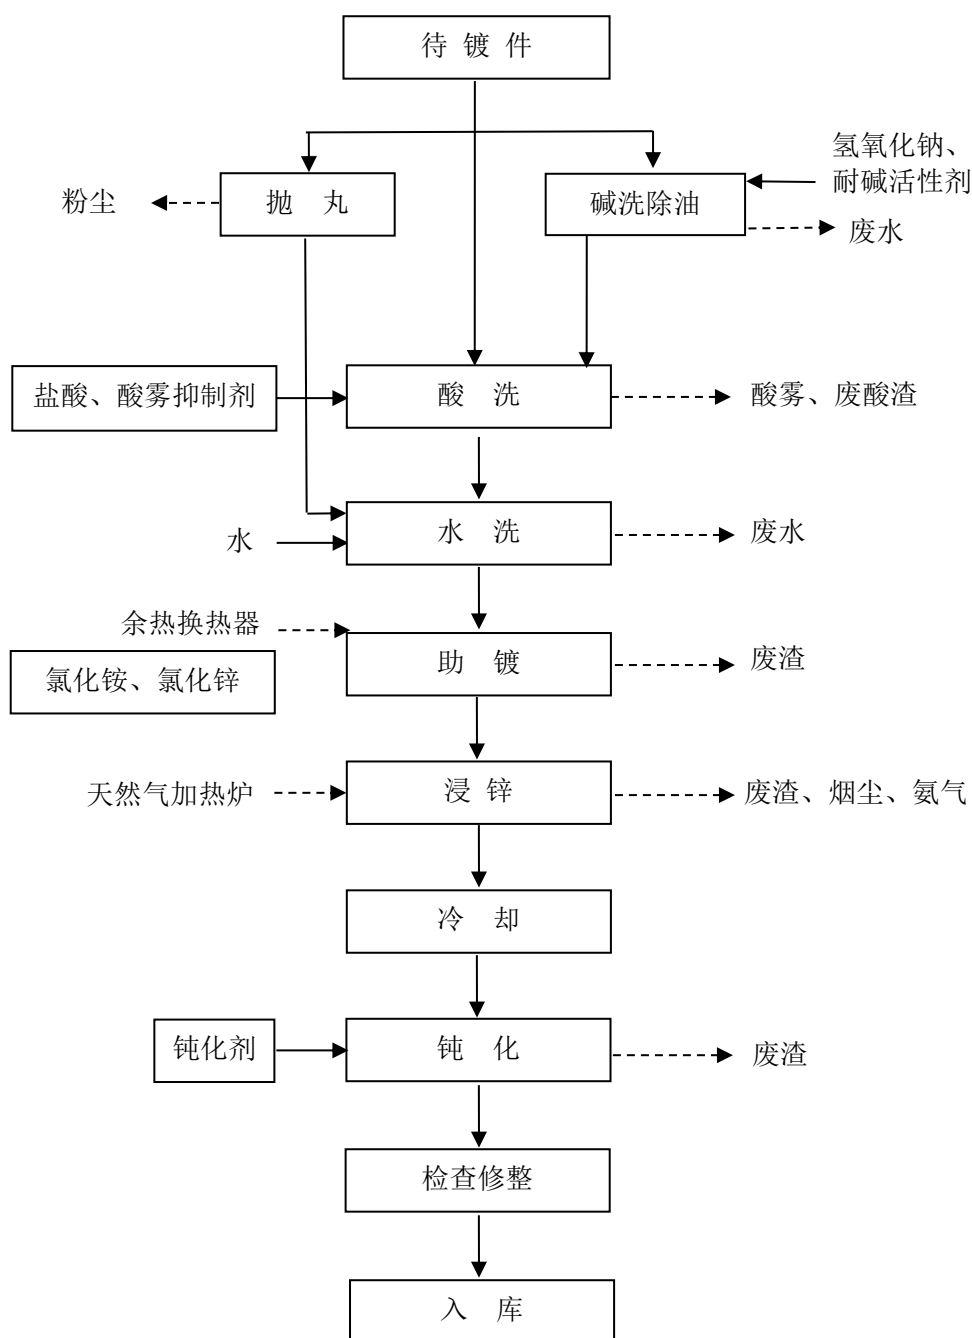 待 镀 件
氢氧化钠、
耐碱活性剂
粉尘
抛 丸
碱洗除油
废水
盐酸、酸雾抑制剂
酸 洗
酸雾、废酸渣
水
水 洗
废水
余热换热器
氯化铵、氯化锌
助 镀
废渣
天然气加热炉
浸 锌
废渣、烟尘、氨气
冷 却
钝化剂
钝 化
废渣
检查修整
入 库